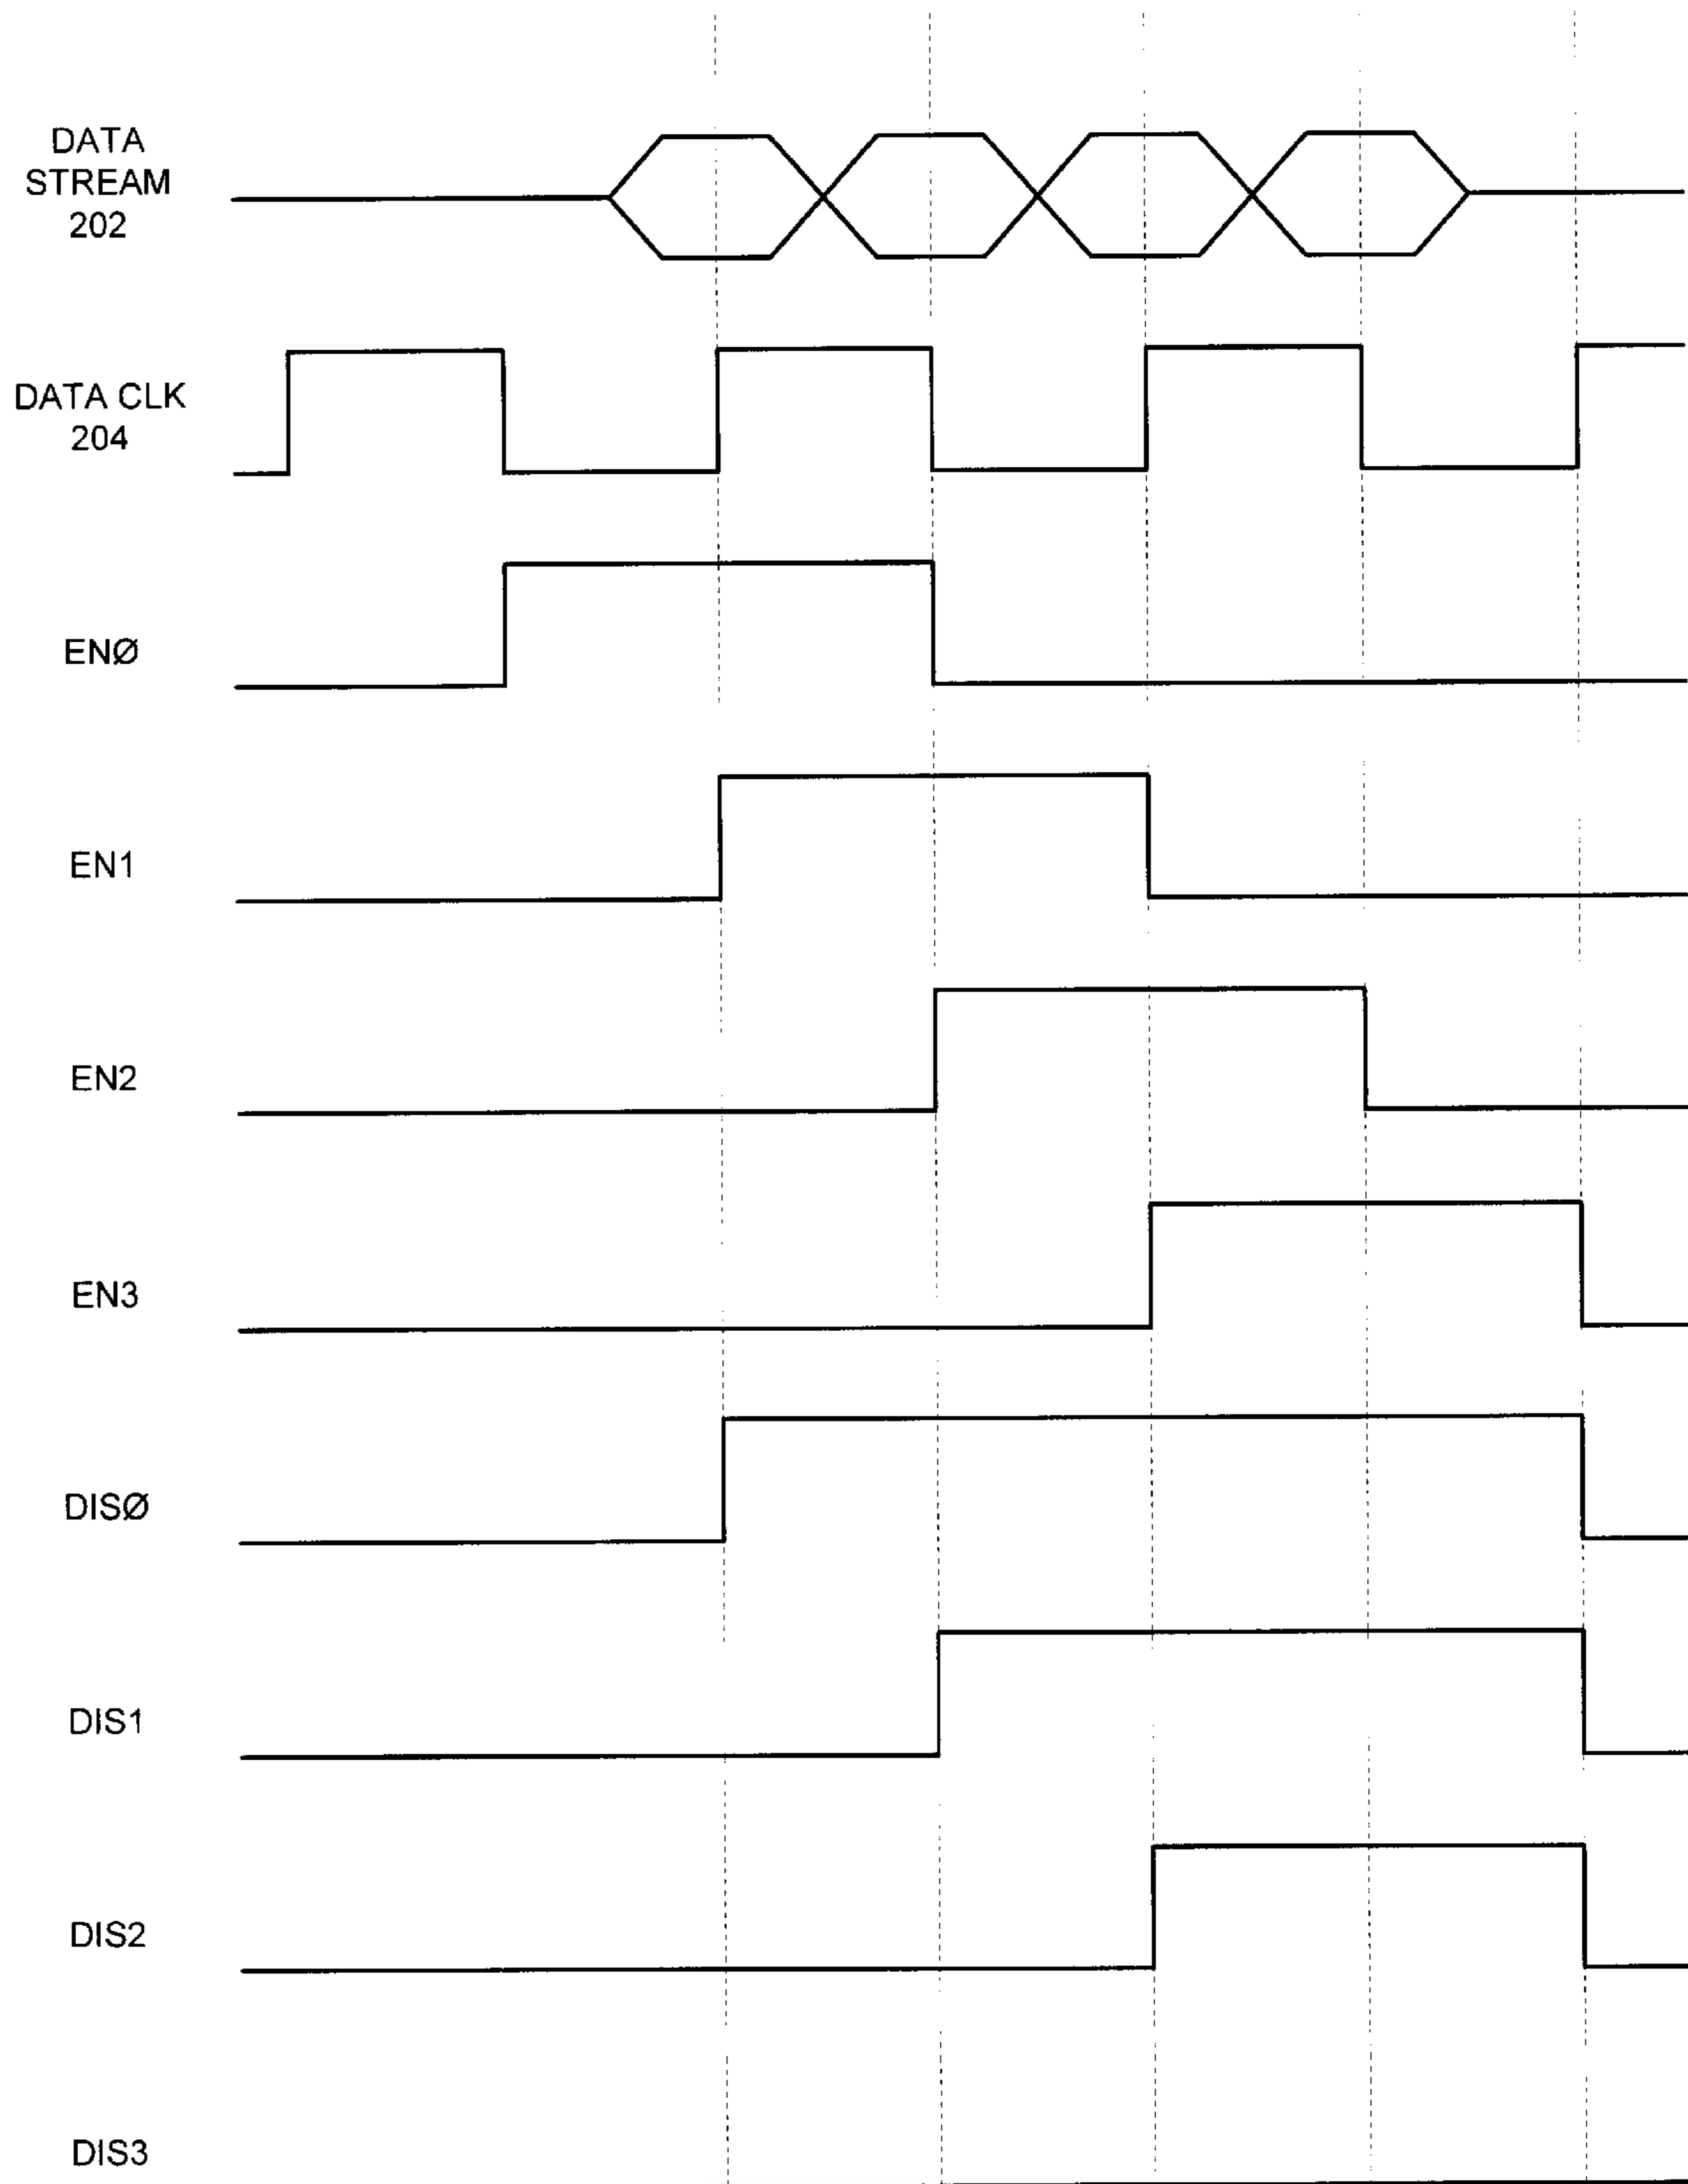 DATA
STREAM
202
DATA CLK
204
ENØ
EN1
EN2
EN3
DISØ
DIS1
DIS2
DIS3